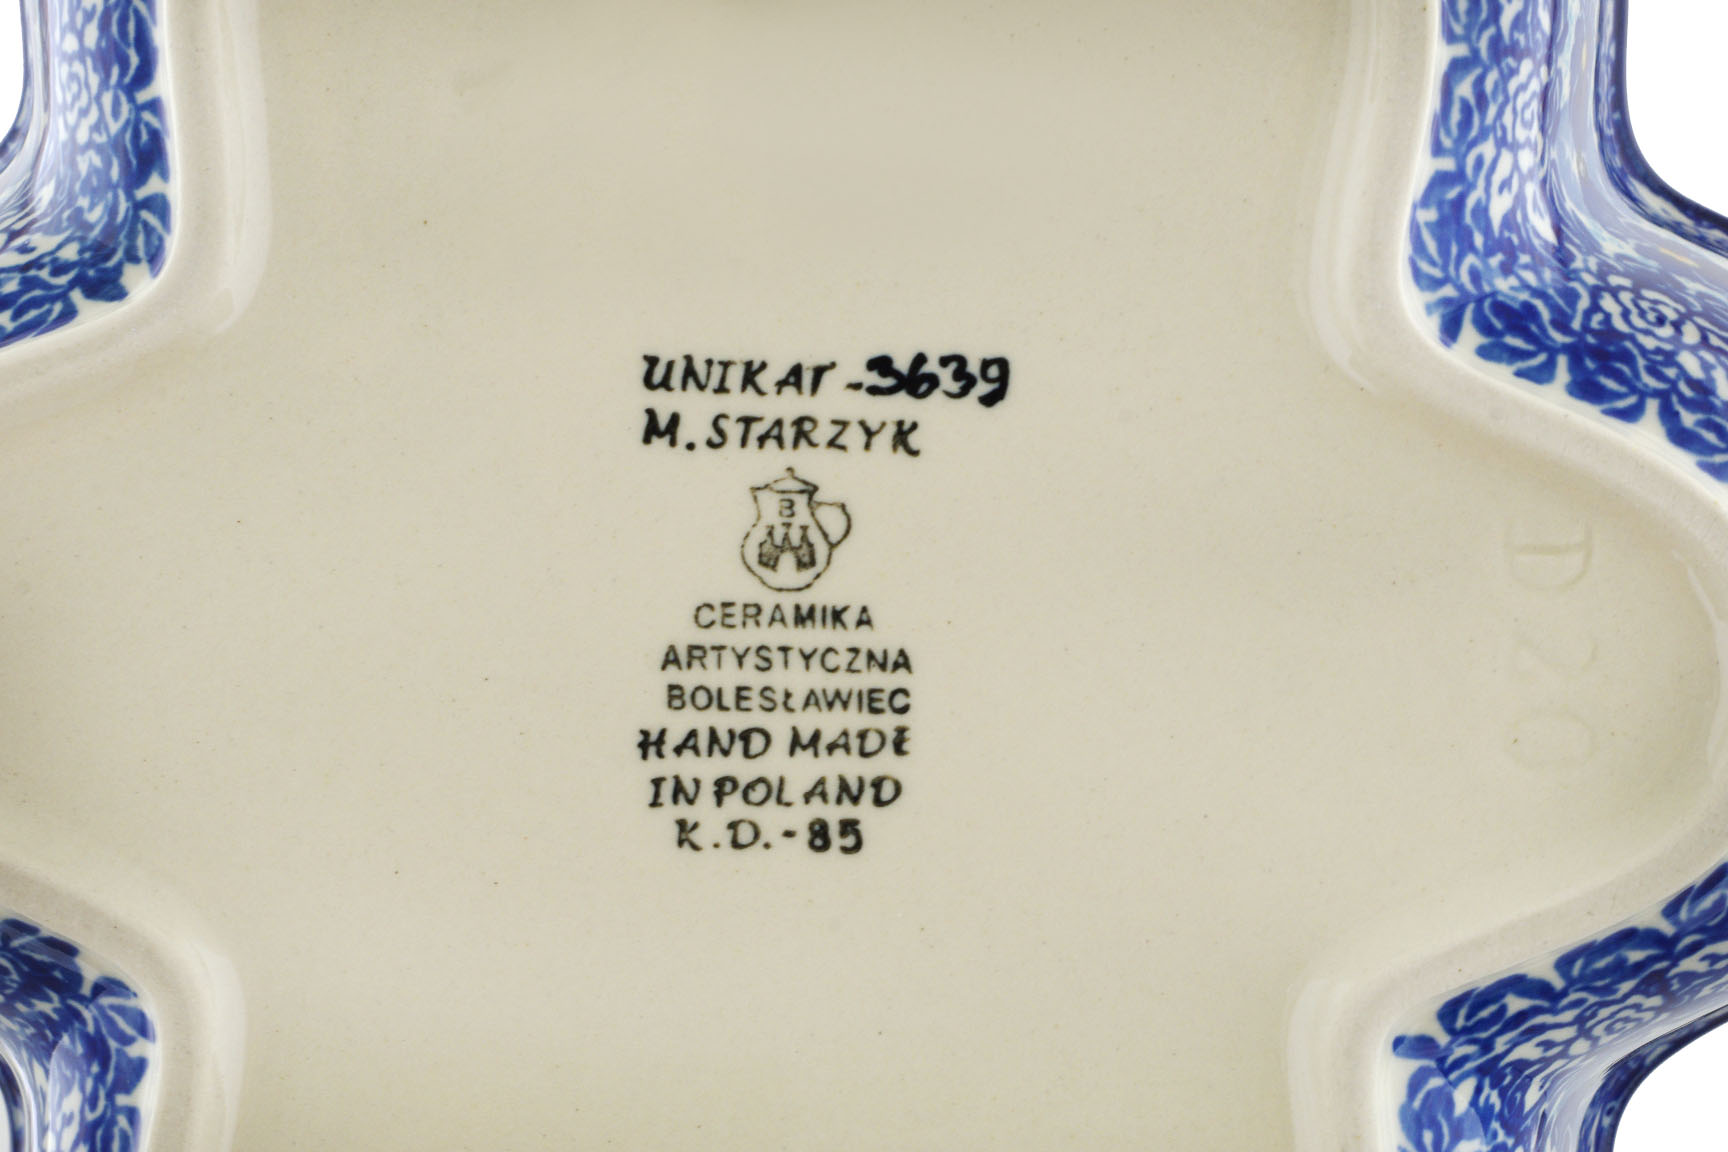 UNIKAT -3639
M. STARZYK
B
CERAMIKA
ARTYSTYCZNA
BOLESŁAWIEC
HAND MADE
IN POLAND
K.D.-85